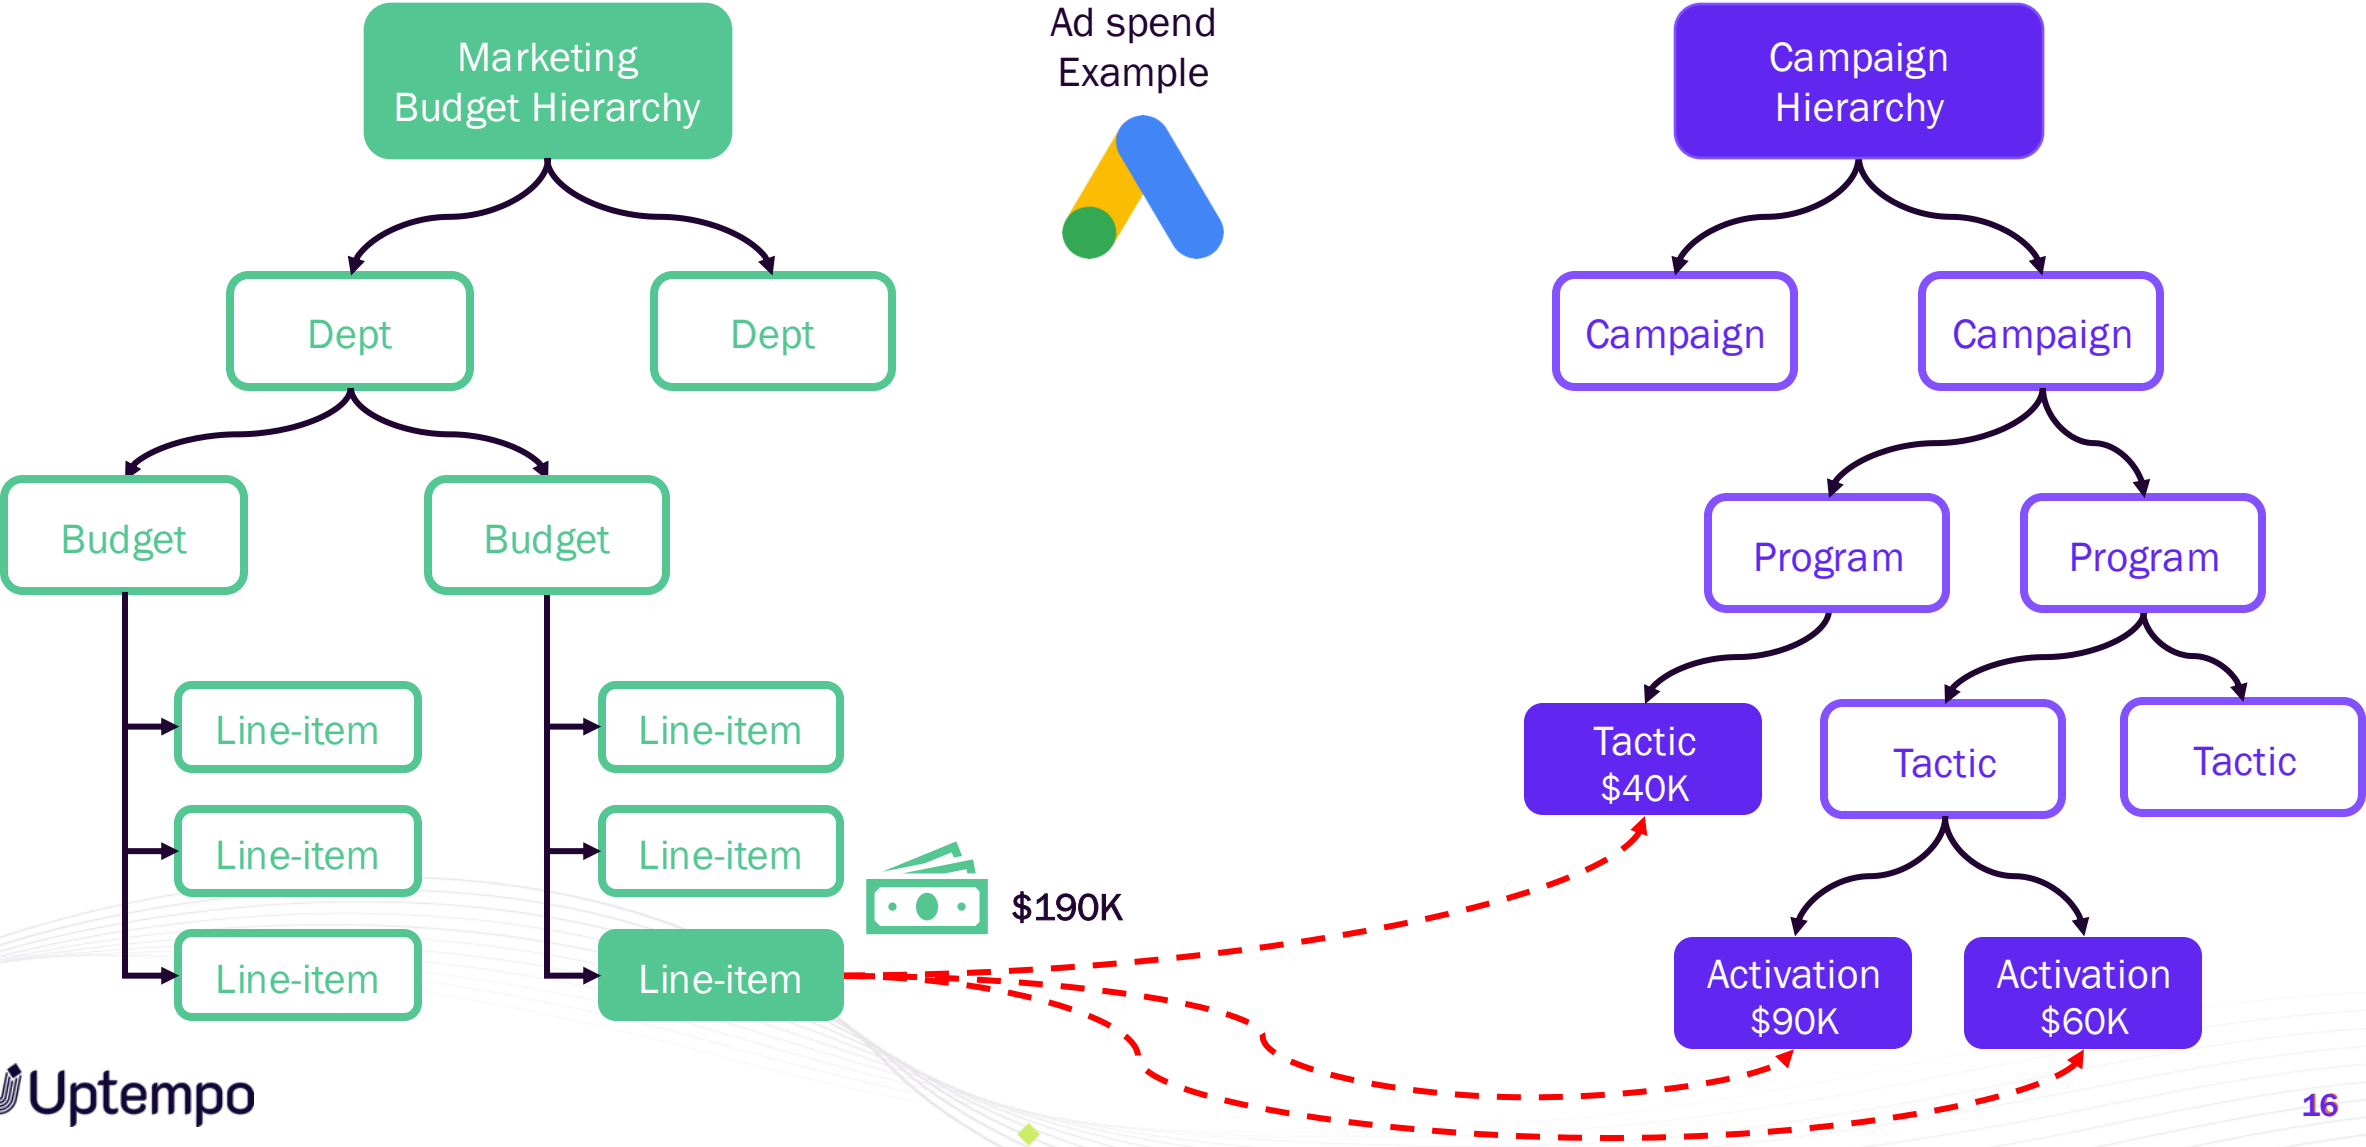 Marketing
Budget Hierarchy
Ad spend
Example
Campaign
Hierarchy
Dept
Dept
Campaign
Campaign
Budget
Budget
Program
Program
Line-item
Line-item
Tactic
$40K
Tactic
Tactic
Line-item
Line-item
$190K
Line-item
Line-item
Activation
$90K
Activation
$60K
Uptempo
16